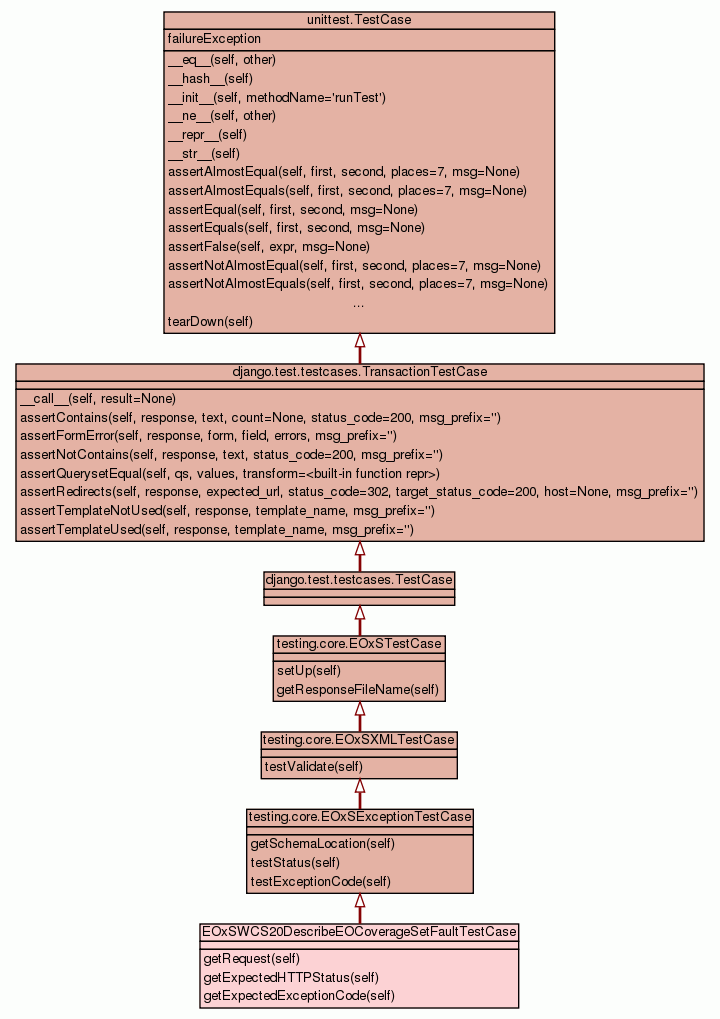 unittest.TestCase
failureException
__eq__(self, other)
__hash__(self)
__init__(self, methodName='runTest')
__ne__(self, other)
__repr__(self)
__str__(self)
assertAlmostEqual(self, first, second, places=7, msg=None)
assertAlmostEquals(self, first, second, places=7, msg=None)
assertEqual(self, first, second, msg=None)
assertEquals(self, first, second, msg=None)
assertFalse(self, expr, msg=None)
assertNotAlmostEqual(self, first, second, places=7, msg=None)
assertNotAlmostEquals(self, first, second, places=7, msg=None)
...
tearDown(self)
django.test.testcases.TransactionTestCase
__call__(self, result=None)
assertContains(self, response, text, count=None, status_code=200, msg_prefix='')
assertFormError(self, response, form, field, errors, msg_prefix='')
assertNotContains(self, response, text, status_code=200, msg_prefix='')
assertQuerysetEqual(self, qs, values, transform=<built-in function repr>)
assertRedirects(self, response, expected_url, status_code=302, target_status_code=200, host=None, msg_prefix='')
assertTemplateNotUsed(self, response, template_name, msg_prefix='')
assertTemplateUsed(self, response, template_name, msg_prefix='')
django.test.testcases.TestCase
testing.core.EOxSTestCase
setUp(self)
getResponseFileName(self)
testing.core.EOxSXMLTestCase
testValidate(self)
testing.core.EOxSExceptionTestCase
getSchemaLocation(self)
testStatus(self)
testExceptionCode(self)
EOxSWCS20DescribeEOCoverageSetFaultTestCase
getRequest(self)
getExpectedHTTPStatus(self)
getExpectedExceptionCode(self)